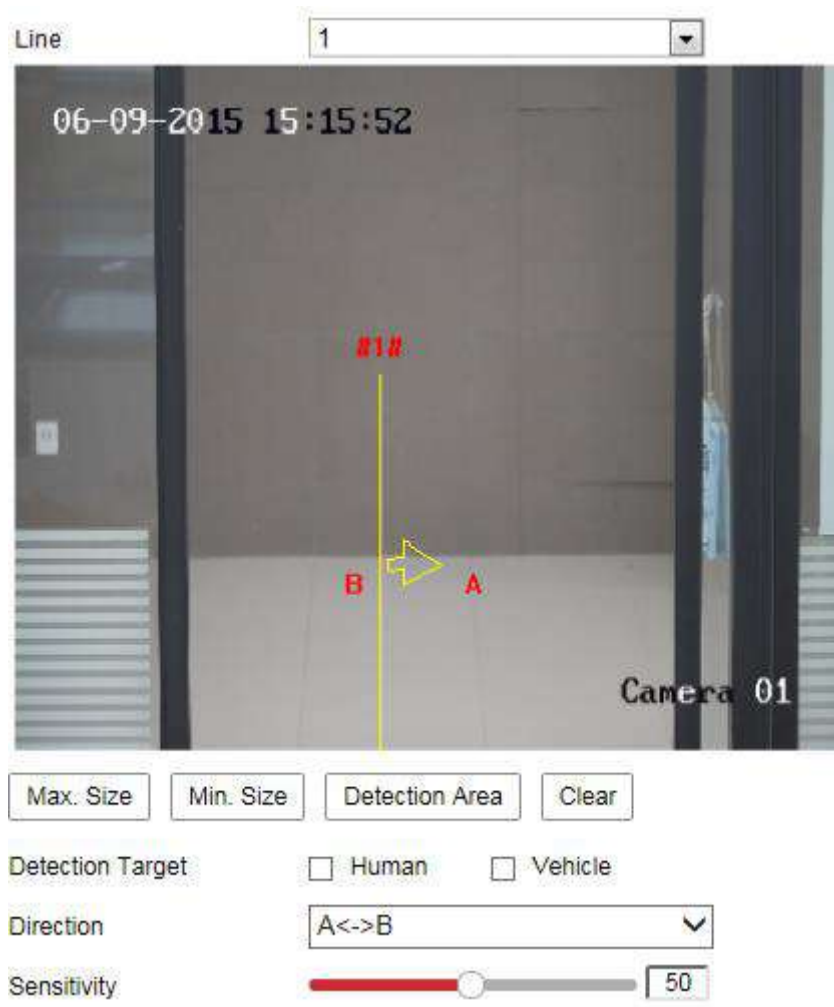 Line 1
06-09-2015 15:15:52
#1#
B A
Camera 01
Max. Size Min. Size Detection Area Clear
Detection Target Human Vehicle
Direction A<->B
Sensitivity 50